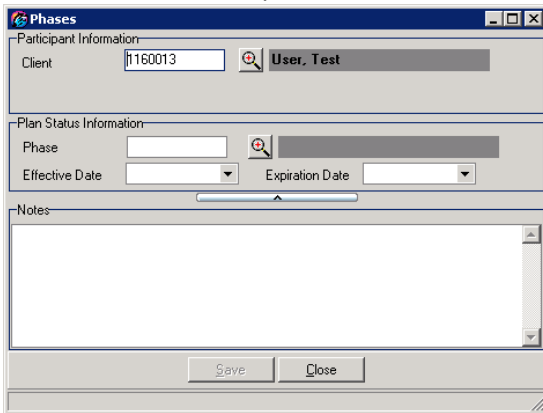 Phases
Participant Information
Client 1160013 User, Test
Plan Status Information
Phase
Effective Date Expiration Date
Notes
Save Close